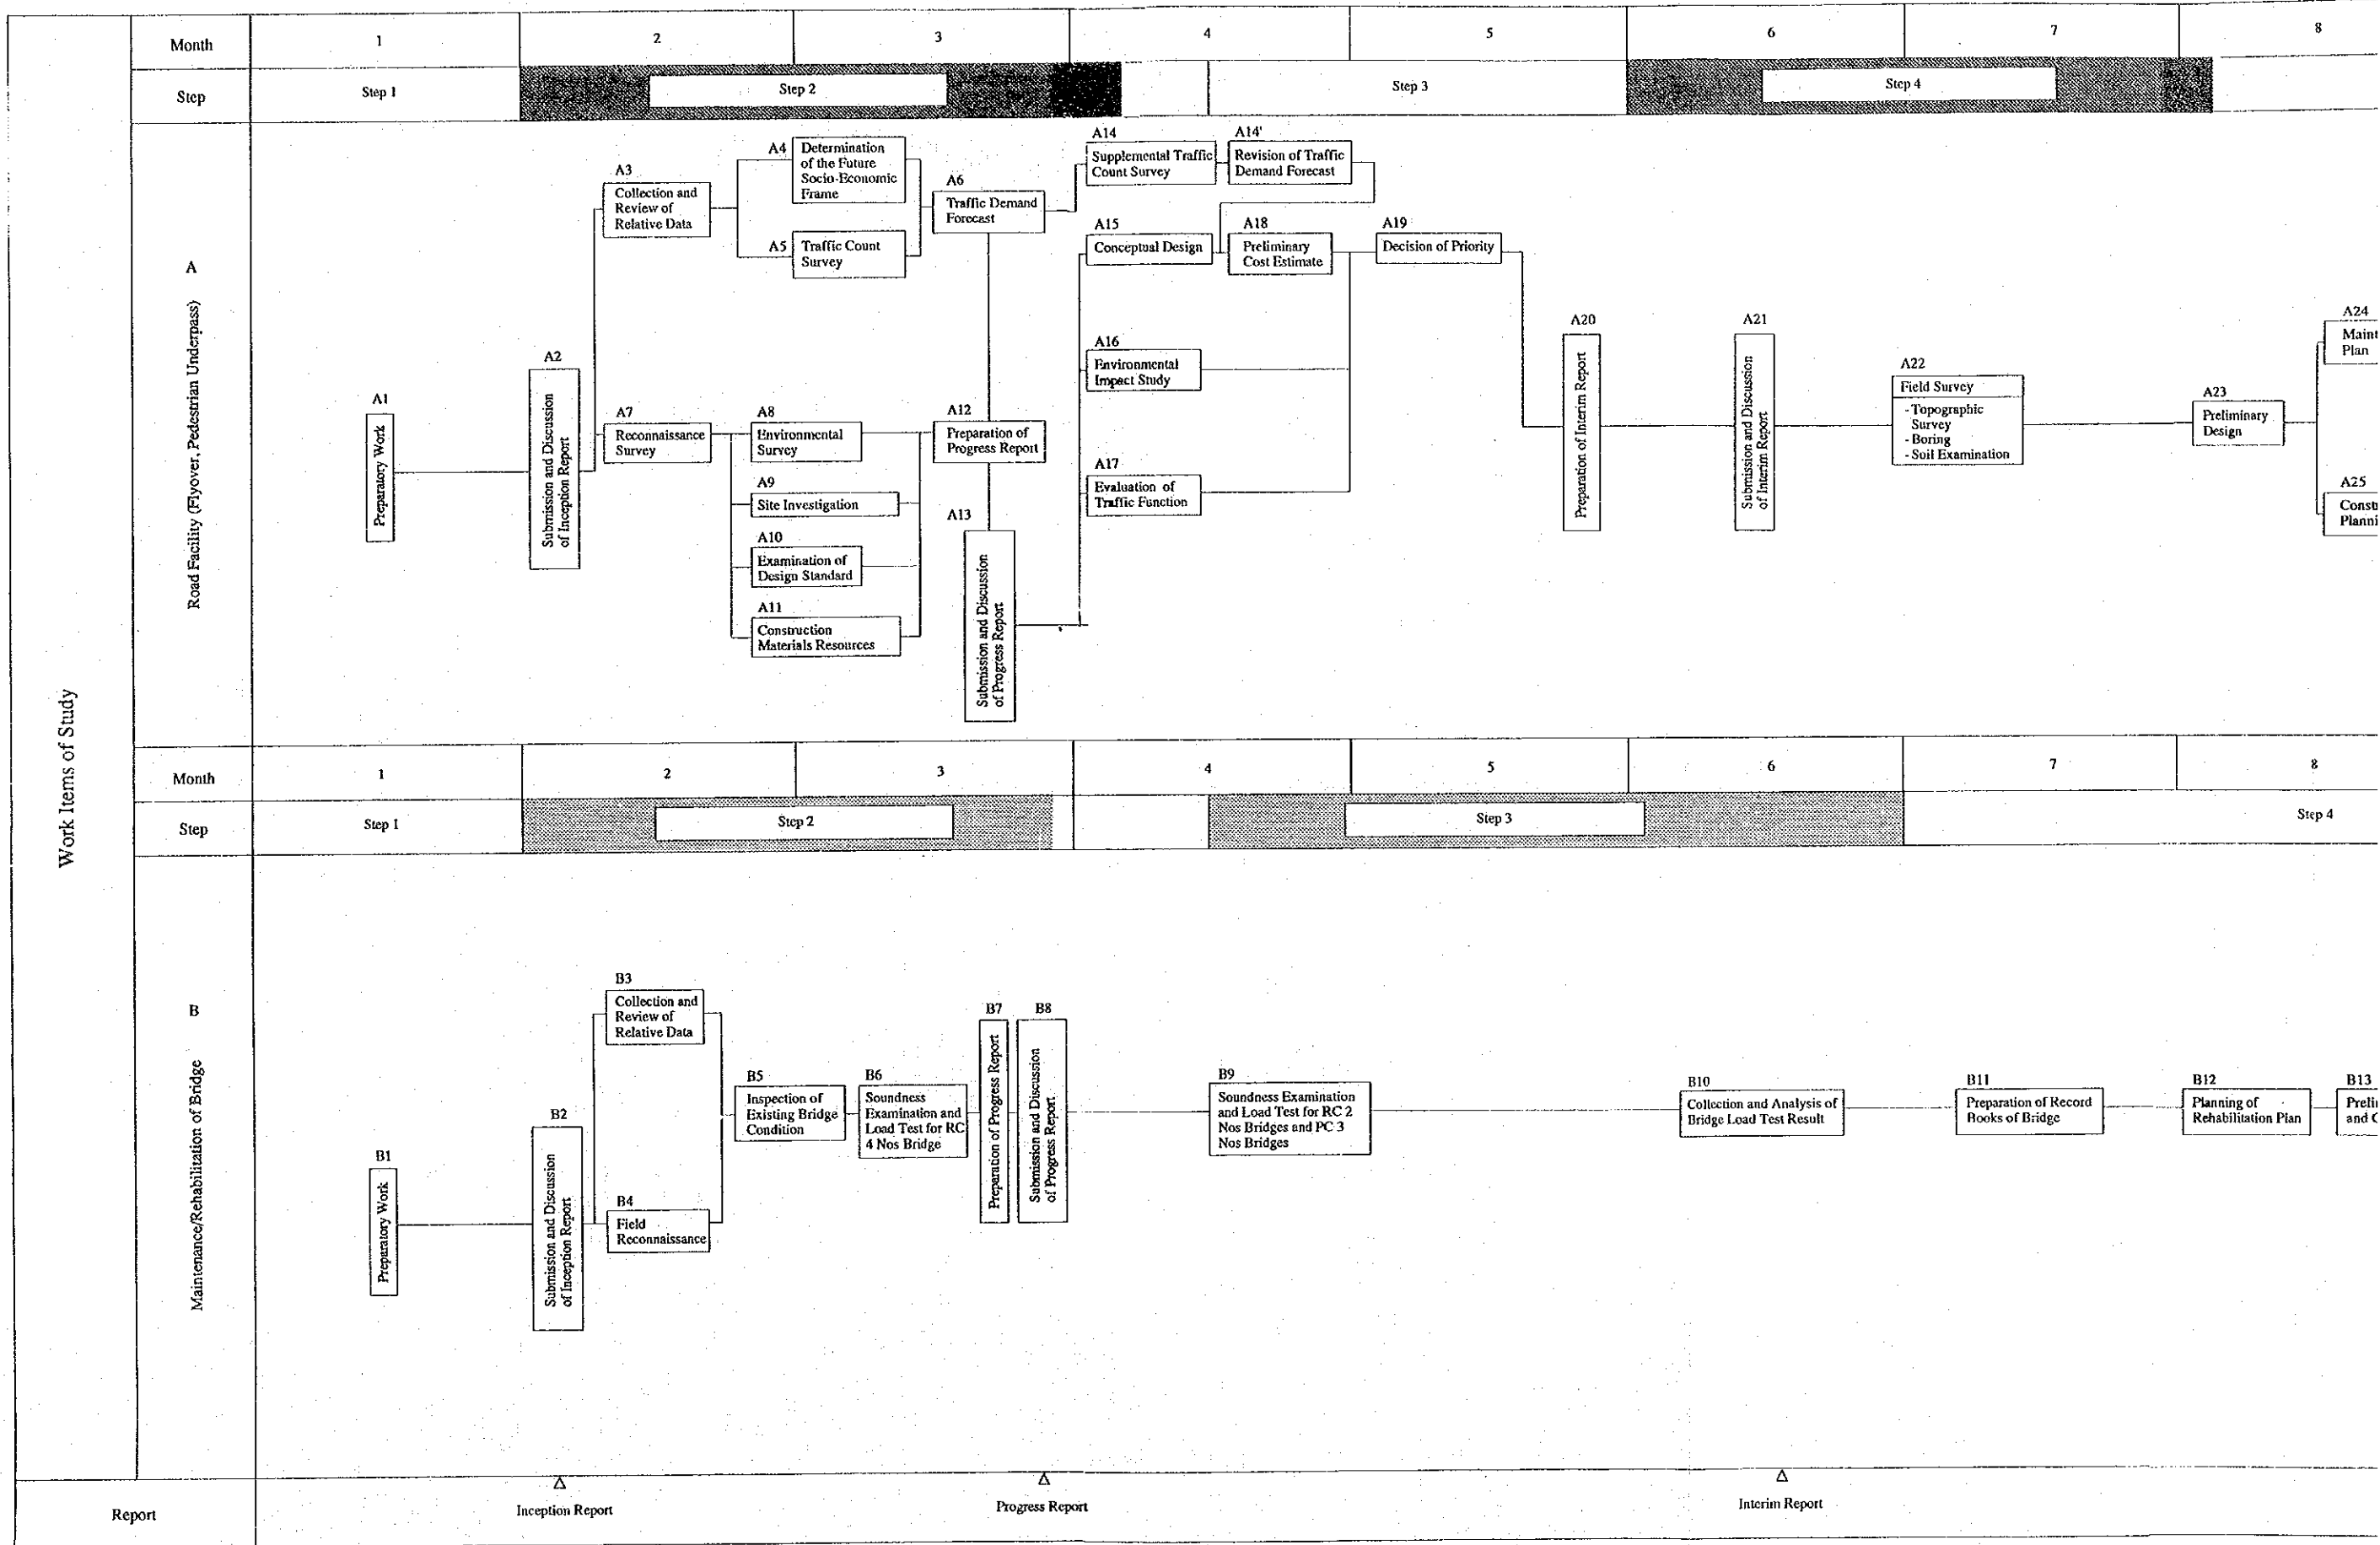 Work Items of Study
Month
1
2
3
4
5
6
7
8
Step
Step 1
Step 2
Step 3
Step 4
A
Road Facility (Flyover, Pedestrian Underpass)
A1
Preparatory Work
A2
Submission and Discussion
of Inception Report
A3
Collection and
Review of
Relative Data
A4
Determination
of the Future
Socio-Economic
Frame
A5
Traffic Count
Survey
A6
Traffic Demand
Forecast
A7
Reconnaissance
Survey
A8
Environmental
Survey
A9
Site Investigation
A10
Examination of
Design Standard
A11
Construction
Materials Resources
A12
Preparation of
Progress Report
A13
Submission and Discussion
of Progress Report
A14
Supplemental Traffic
Count Survey
A14'
Revision of Traffic
Demand Forecast
A15
Conceptual Design
A16
Environmental
Impact Study
A17
Evaluation of
Traffic Function
A18
Preliminary
Cost Estimate
A19
Decision of Priority
A20
Preparation of Interim Report
A21
Submission and Discussion
of Interim Report
A22
Field Survey
- Topographic
Survey
- Boring
- Soil Examination
A23
Preliminary
Design
A24
Maint
Plan
A25
Constr
Planni
Month
1
2
3
4
5
6
7
8
Step
Step 1
Step 2
Step 3
Step 4
B
Maintenance/Rehabilitation of Bridge
B1
Preparatory Work
B2
Submission and Discussion
of Inception Report
B3
Collection and
Review of
Relative Data
B4
Field
Reconnaissance
B5
Inspection of
Existing Bridge
Condition
B6
Soundness
Examination and
Load Test for RC
4 Nos Bridge
B7
Preparation of Progress Report
B8
Submission and Discussion
of Progress Report
B9
Soundness Examination
and Load Test for RC 2
Nos Bridges and PC 3
Nos Bridges
B10
Collection and Analysis of
Bridge Load Test Result
B11
Preparation of Record
Books of Bridge
B12
Planning of
Rehabilitation Plan
B13
Preli
and C
Report
Inception Report
Progress Report
Interim Report